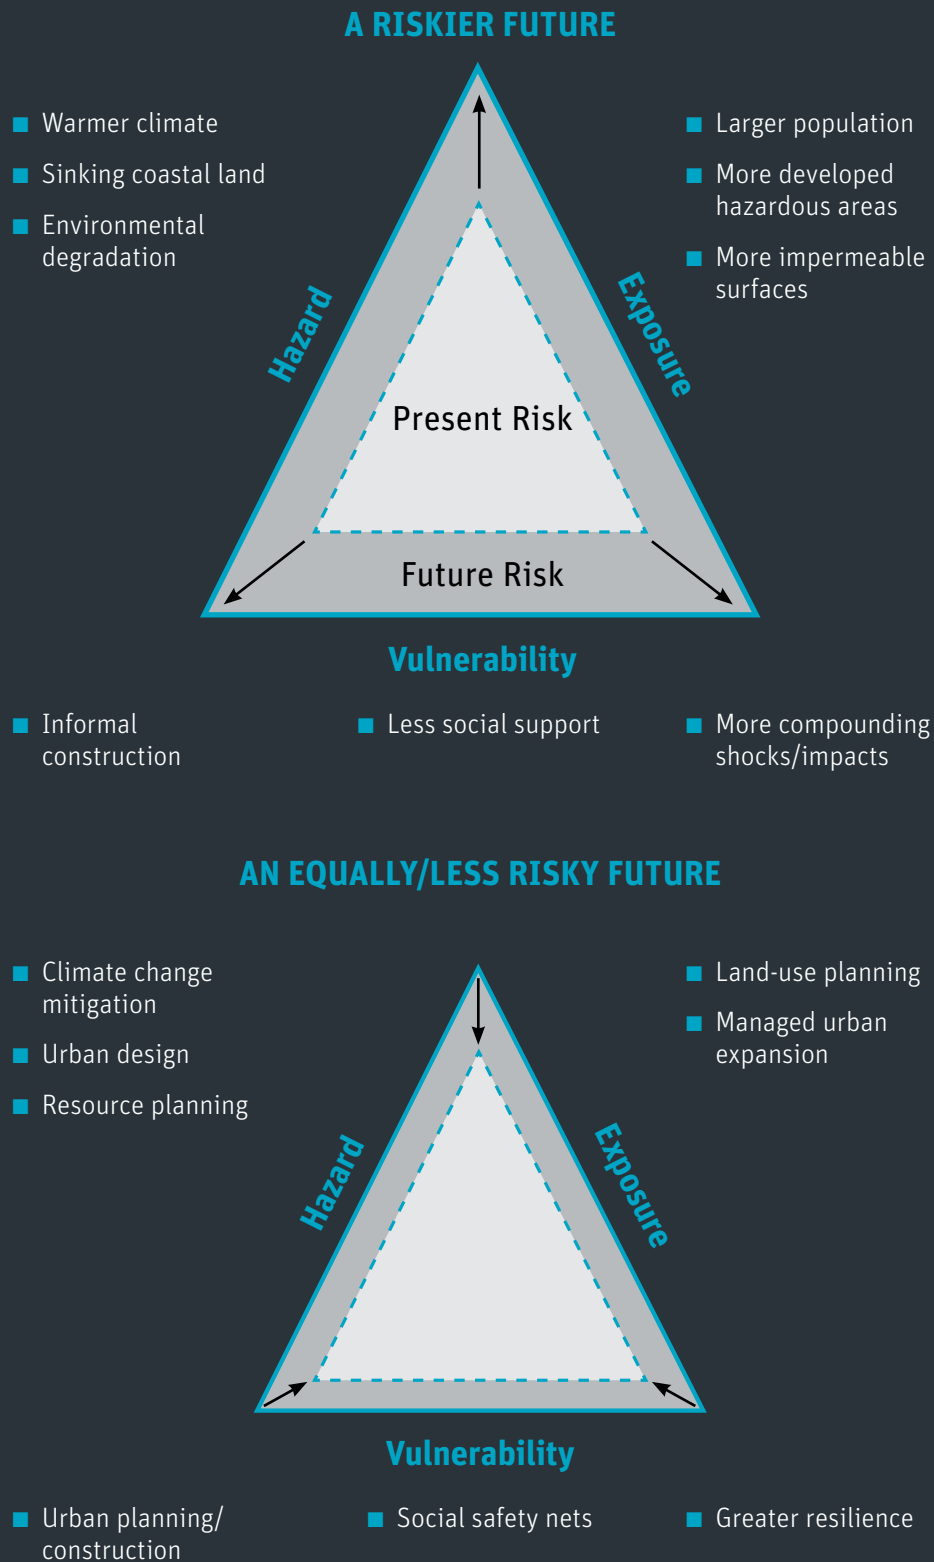 A RISKIER FUTURE
■ Warmer climate
■ Sinking coastal land
■ Environmental
degradation
■ Larger population
■ More developed
hazardous areas
■ More impermeable
surfaces
Hazard
Exposure
Present Risk
Future Risk
Vulnerability
■ Informal
construction
■ Less social support
■ More compounding
shocks/impacts
AN EQUALLY/LESS RISKY FUTURE
■ Climate change
mitigation
■ Urban design
■ Resource planning
■ Land-use planning
■ Managed urban
expansion
Hazard
Exposure
Vulnerability
■ Urban planning/
construction
■ Social safety nets
■ Greater resilience